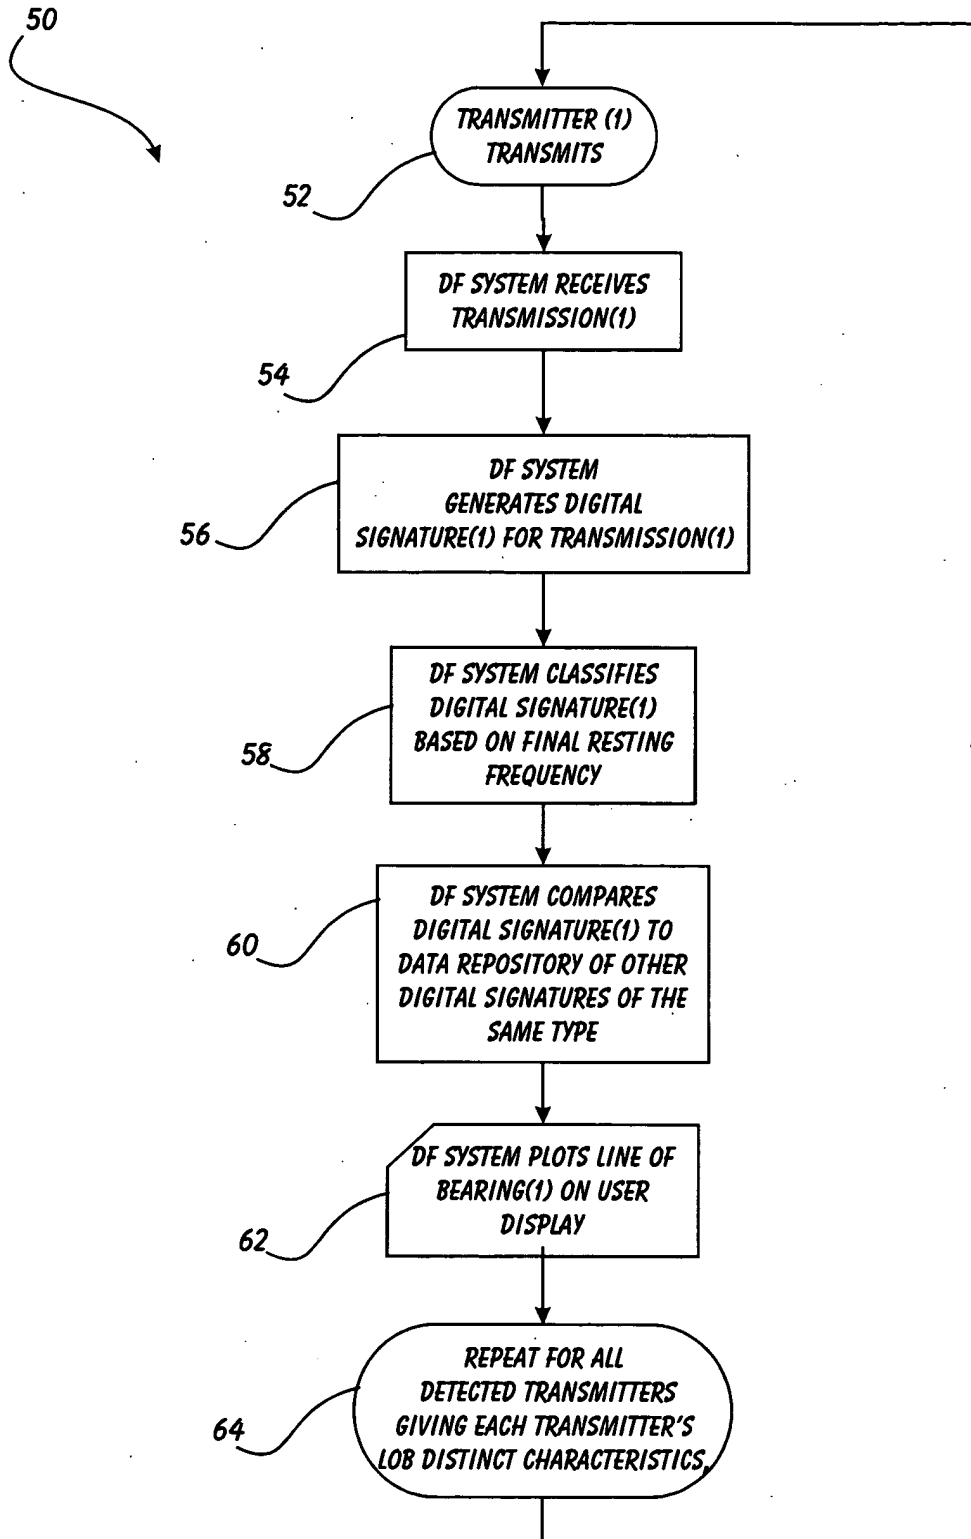 50
TRANSMITTER (1)
TRANSMITS
52
DF SYSTEM RECEIVES
TRANSMISSION(1)
54
DF SYSTEM
GENERATES DIGITAL
SIGNATURE(1) FOR TRANSMISSION(1)
56
DF SYSTEM CLASSIFIES
DIGITAL SIGNATURE(1)
BASED ON FINAL RESTING
FREQUENCY
58
DF SYSTEM COMPARES
DIGITAL SIGNATURE(1) TO
DATA REPOSITORY OF OTHER
DIGITAL SIGNATURES OF THE
SAME TYPE
60
DF SYSTEM PLOTS LINE OF
BEARING(1) ON USER
DISPLAY
62
REPEAT FOR ALL
DETECTED TRANSMITTERS
GIVING EACH TRANSMITTER'S
LOB DISTINCT CHARACTERISTICS,
64